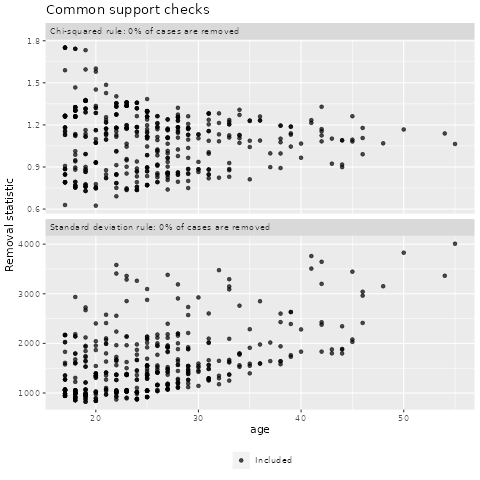 Common support checks
Chi-squared rule: 0% of cases are removed
1.8
1.5
1.2
0.9
0.6
Removal statistic
Standard deviation rule: 0% of cases are removed
4000
3000
2000
1000
20
30
40
50
age
Included